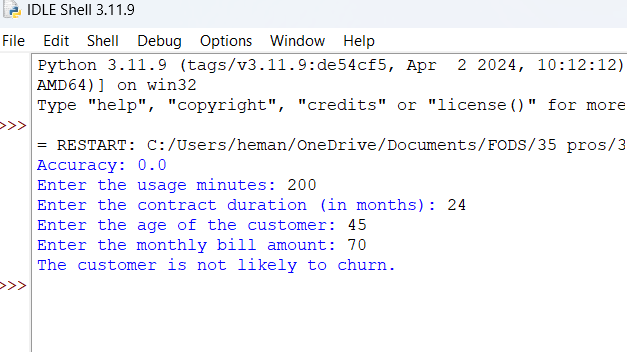 IDLE Shell 3.11.9
File Edit Shell Debug Options Window Help
Python 3.11.9 (tags/v3.11.9:de54cf5, Apr  2 2024, 10:12:12)
AMD64)] on win32
Type "help", "copyright", "credits" or "license()" for more
>>>
= RESTART: C:/Users/heman/OneDrive/Documents/FODS/35 pros/3
Accuracy: 0.0
Enter the usage minutes: 200
Enter the contract duration (in months): 24
Enter the age of the customer: 45
Enter the monthly bill amount: 70
The customer is not likely to churn.
>>>